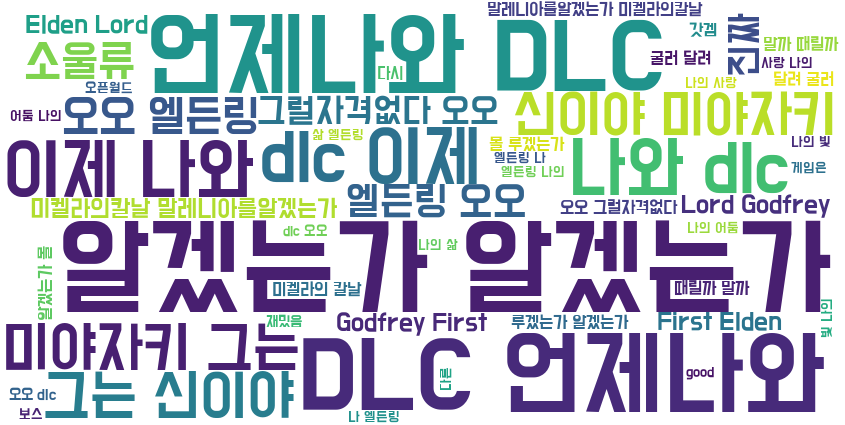 말레니아를알겠는가 미켈라의칼날
Elden Lord
언제나와 DLC
갓겜
진짜
말까 때릴까
소울류
다시
굴러 달려
사랑 나의
오픈월드
나의 사랑
달려 굴러
어둠 나의
오오 엘든링
그럴자격없다 오오
신이야 미야자키
삶 엘든링
dlc 이제
몰 루겠는가
나의 빛
이제 나와
엘든링 나
나와 dlc
엘든링 나의
게임은
미켈라의칼날 말레니아를알겠는가
엘든링 오오
오오 그럴자격없다
Lord Godfrey
알겠는가 알겠는가
dlc 오오
나의 어둠
나의 삶
알겠는가 몰
미켈라의 칼날
때릴까 말까
재밌음
Godfrey First
루겠는가 알겠는가
First Elden
빛 나의
미야자키 그는
DLC 언제나와
그는 신이야
다른
good
오오 dlc
보스
나 엘든링